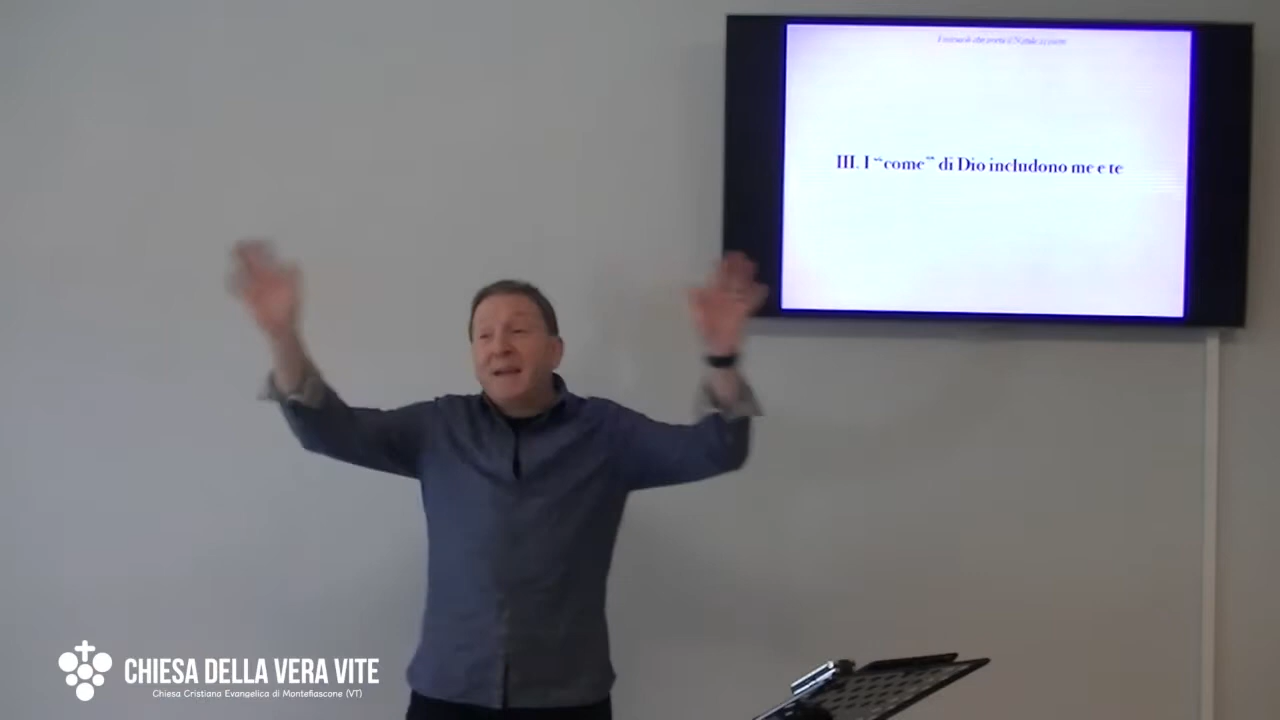 III. I “come” di Dio includono me e te
CHIESA DELLA VERA VITE
Chiesa Cristiana Evangelica di Montefiascone (VT)